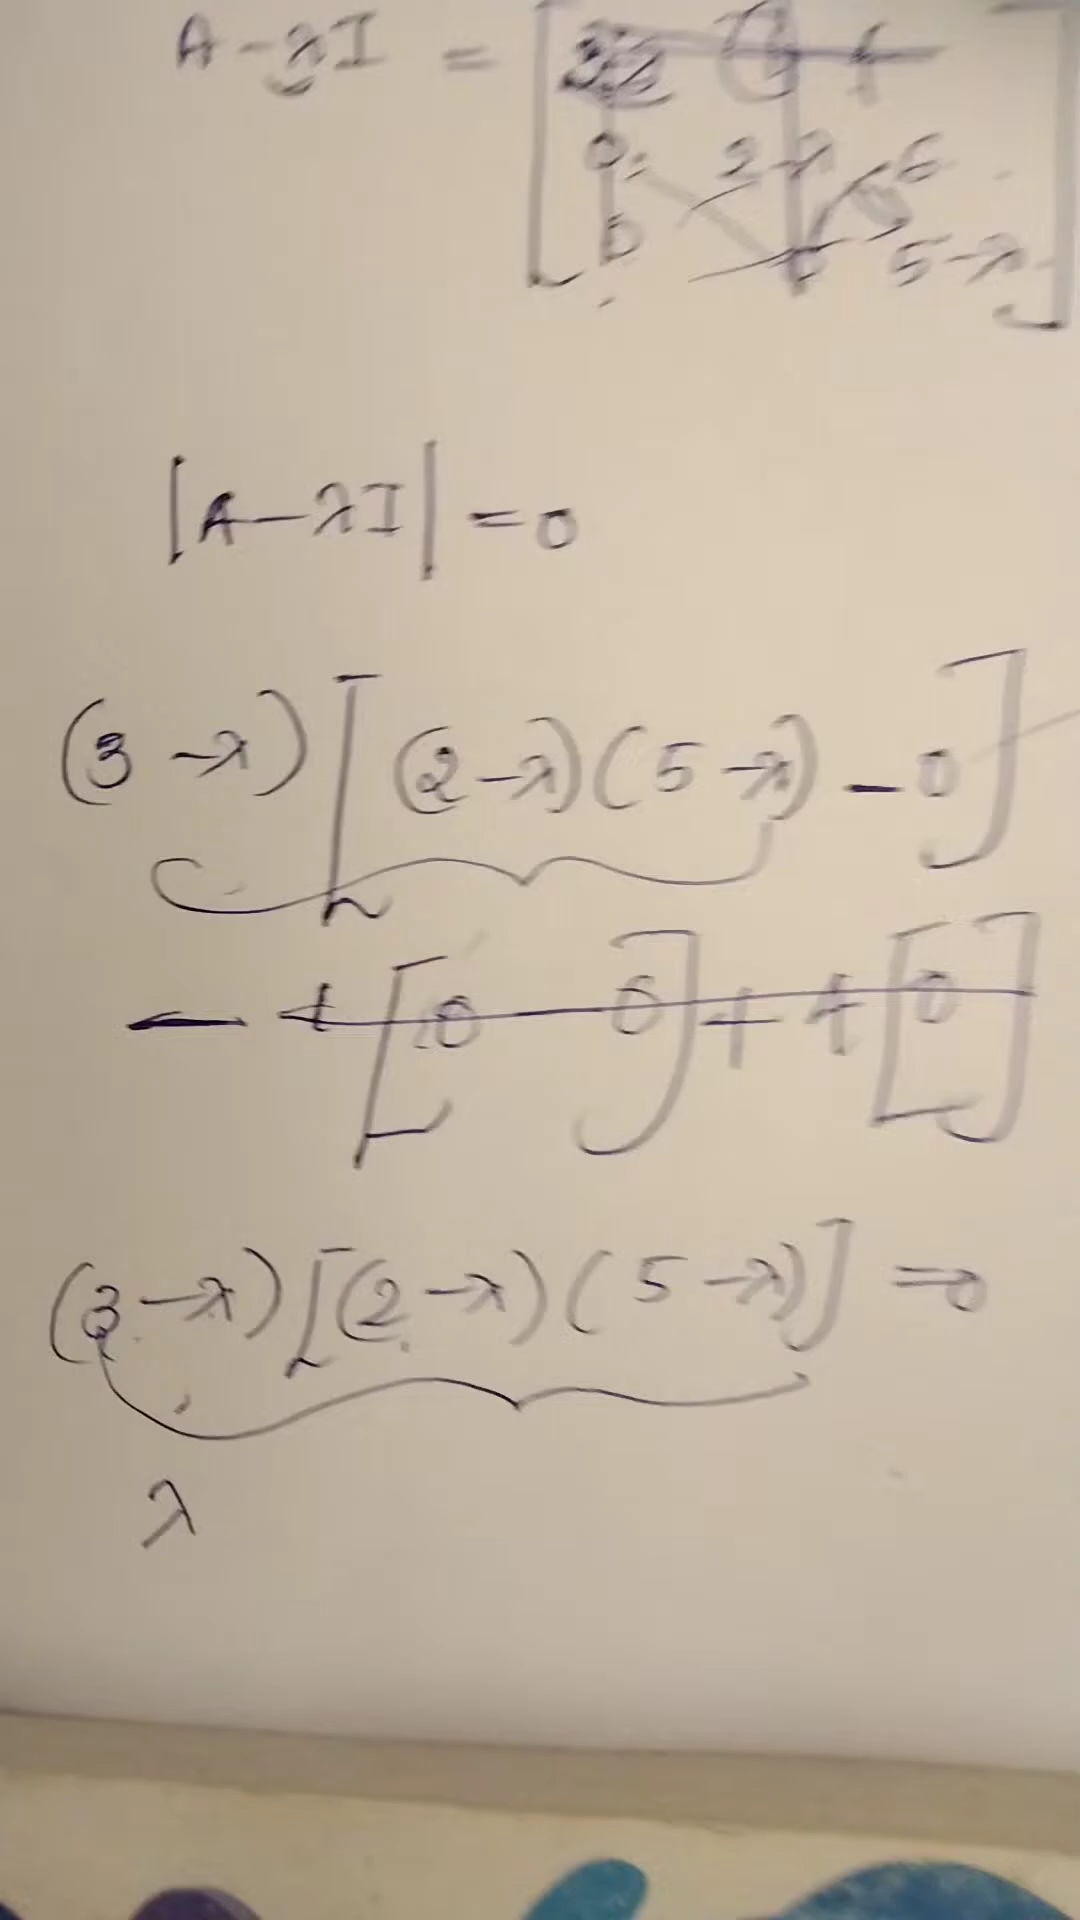 A - λI =
0 2-λ 6
0 0 5-λ
|A - λI| = 0
(3 - λ) [ (2 - λ) (5 - λ) - 0 ]
- 1 [ 0 - 0 ] + 4 [ 0 ]
(3 - λ) [ (2 - λ) (5 - λ) ] = 0
λ